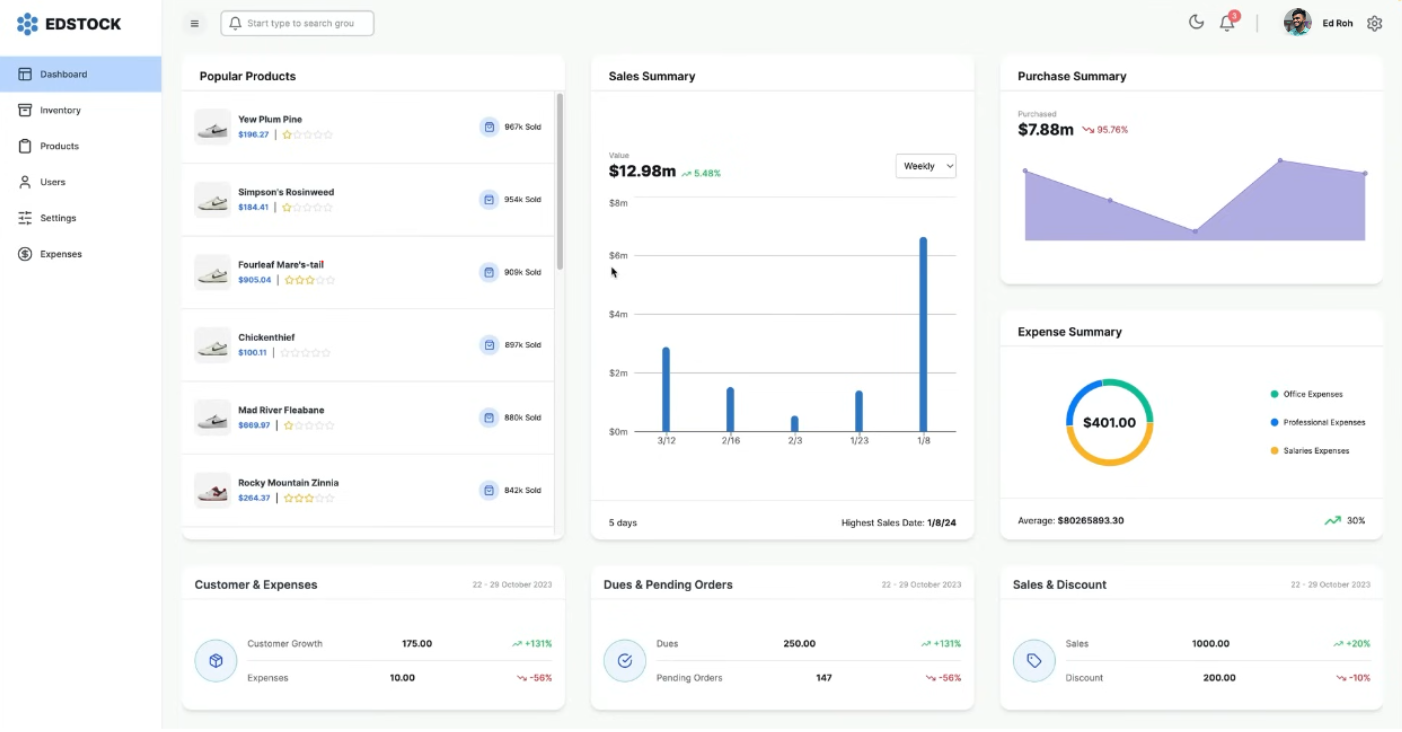 EDSTOCK
Start type to search grou
3
Ed Roh
Dashboard
Inventory
Products
Users
Settings
Expenses
Popular Products
Yew Plum Pine
$196.27 |
967k Sold
Simpson's Rosinweed
$184.41 |
954k Sold
Fourleaf Mare's-tail
$905.04 |
909k Sold
Chickenthief
$100.11 |
897k Sold
Mad River Fleabane
$669.97 |
880k Sold
Rocky Mountain Zinnia
$264.37 |
842k Sold
Sales Summary
Value
$12.98m 5.48%
Weekly
$8m
$6m
$4m
$2m
$0m
3/12 2/16 2/3 1/23 1/8
5 days
Highest Sales Date: 1/8/24
Purchase Summary
Purchased
$7.88m 95.76%
Expense Summary
$401.00
Office Expenses
Professional Expenses
Salaries Expenses
Average: $80265893.30
30%
Customer & Expenses
22 - 29 October 2023
Customer Growth 175.00 +131%
Expenses 10.00 -56%
Dues & Pending Orders
22 - 29 October 2023
Dues 250.00 +131%
Pending Orders 147 -56%
Sales & Discount
22 - 29 October 2023
Sales 1000.00 +20%
Discount 200.00 -10%